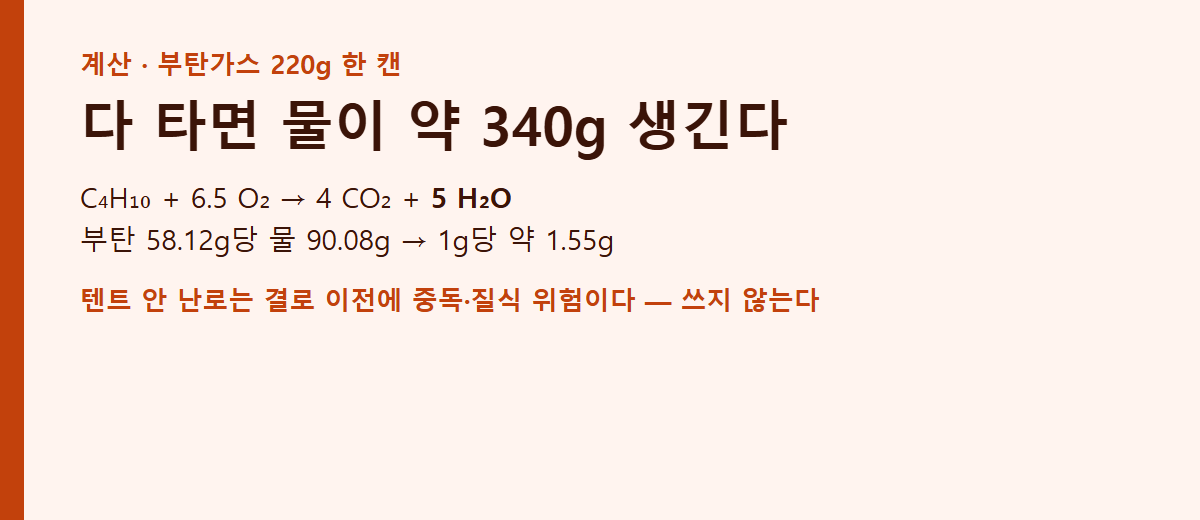 계산 · 부탄가스 220g 한 캔
다 타면 물이 약 340g 생긴다
C₄H₁₀ + 6.5 O₂ → 4 CO₂ + 5 H₂O
부탄 58.12g당 물 90.08g → 1g당 약 1.55g
텐트 안 난로는 결로 이전에 중독·질식 위험이다 — 쓰지 않는다